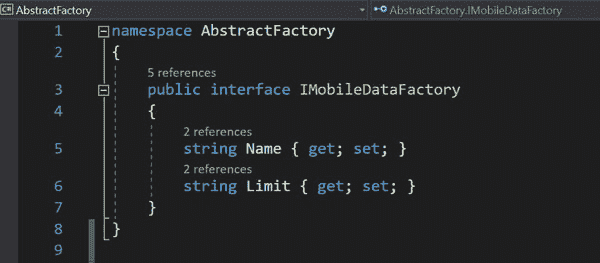 C# AbstractFactory AbstractFactory.IMobileDataFactory
1 namespace AbstractFactory
2 {
5 references
3 public interface IMobileDataFactory
4 {
2 references
5 string Name { get; set; }
2 references
6 string Limit { get; set; }
7 }
8 }
9